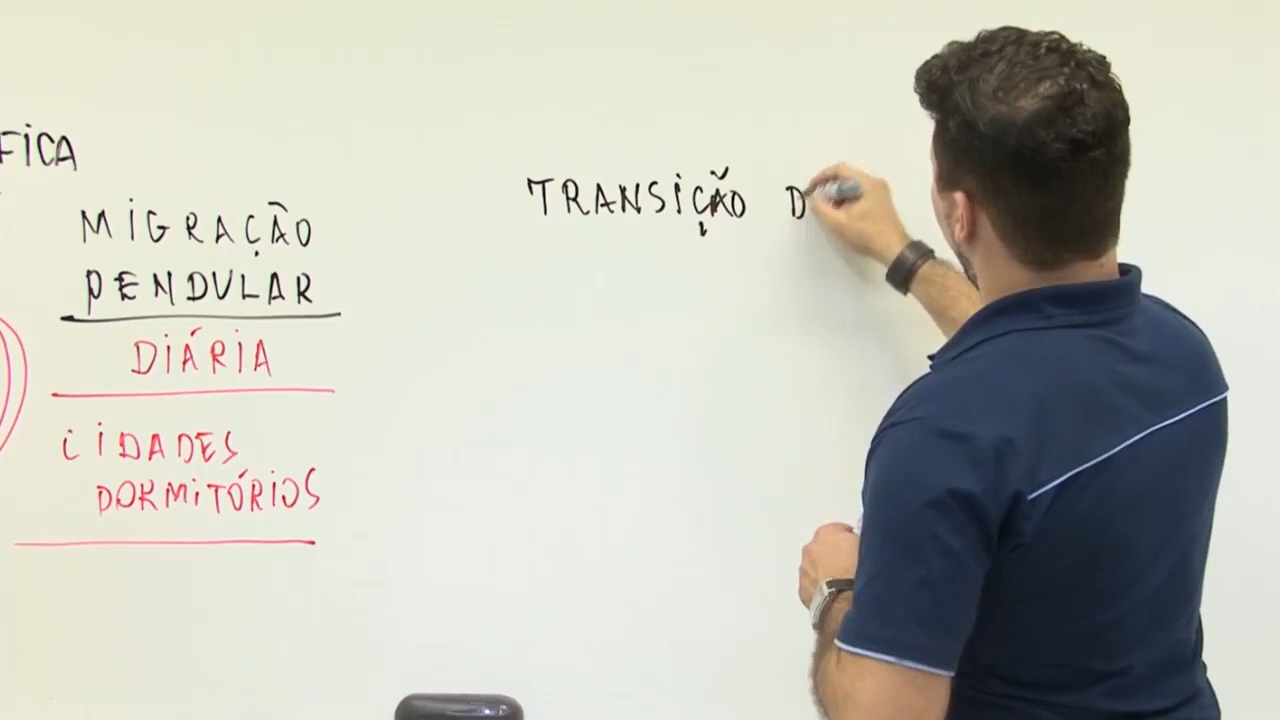 FICA
MIGRAÇÃO
PENDULAR
DIÁRIA
CIDADES
DORMITÓRIOS
TRANSIÇÃO D